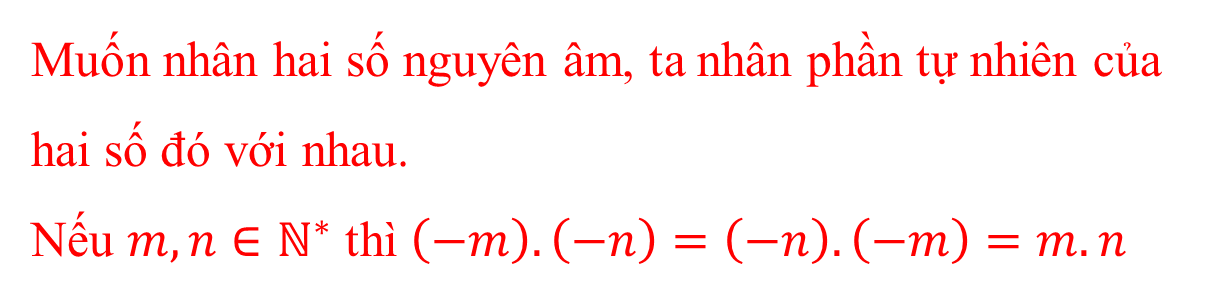 Muốn nhân hai số nguyên âm, ta nhân phần tự nhiên của
hai số đó với nhau.
Nếu m, n ∈ ℕ* thì (−m). (−n) = (−n). (−m) = m. n